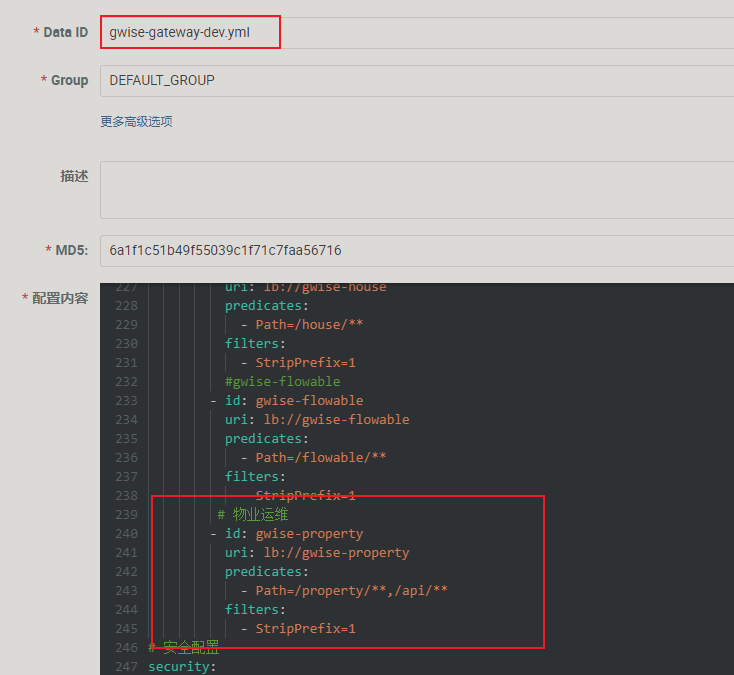 * Data ID
gwise-gateway-dev.yml
* Group
DEFAULT_GROUP
更多高级选项
描述
* MD5:
6a1f1c51b49f55039c1f71c7faa56716
* 配置内容
227 uri: lb://gwise-house
228 predicates:
229 - Path=/house/**
230 filters:
231 - StripPrefix=1
232 #gwise-flowable
233 - id: gwise-flowable
234 uri: lb://gwise-flowable
235 predicates:
236 - Path=/flowable/**
237 filters:
238 - StripPrefix=1
239 # 物业运维
240 - id: gwise-property
241 uri: lb://gwise-property
242 predicates:
243 - Path=/property/**,/api/**
244 filters:
245 - StripPrefix=1
246 # 安全配置
247 security: